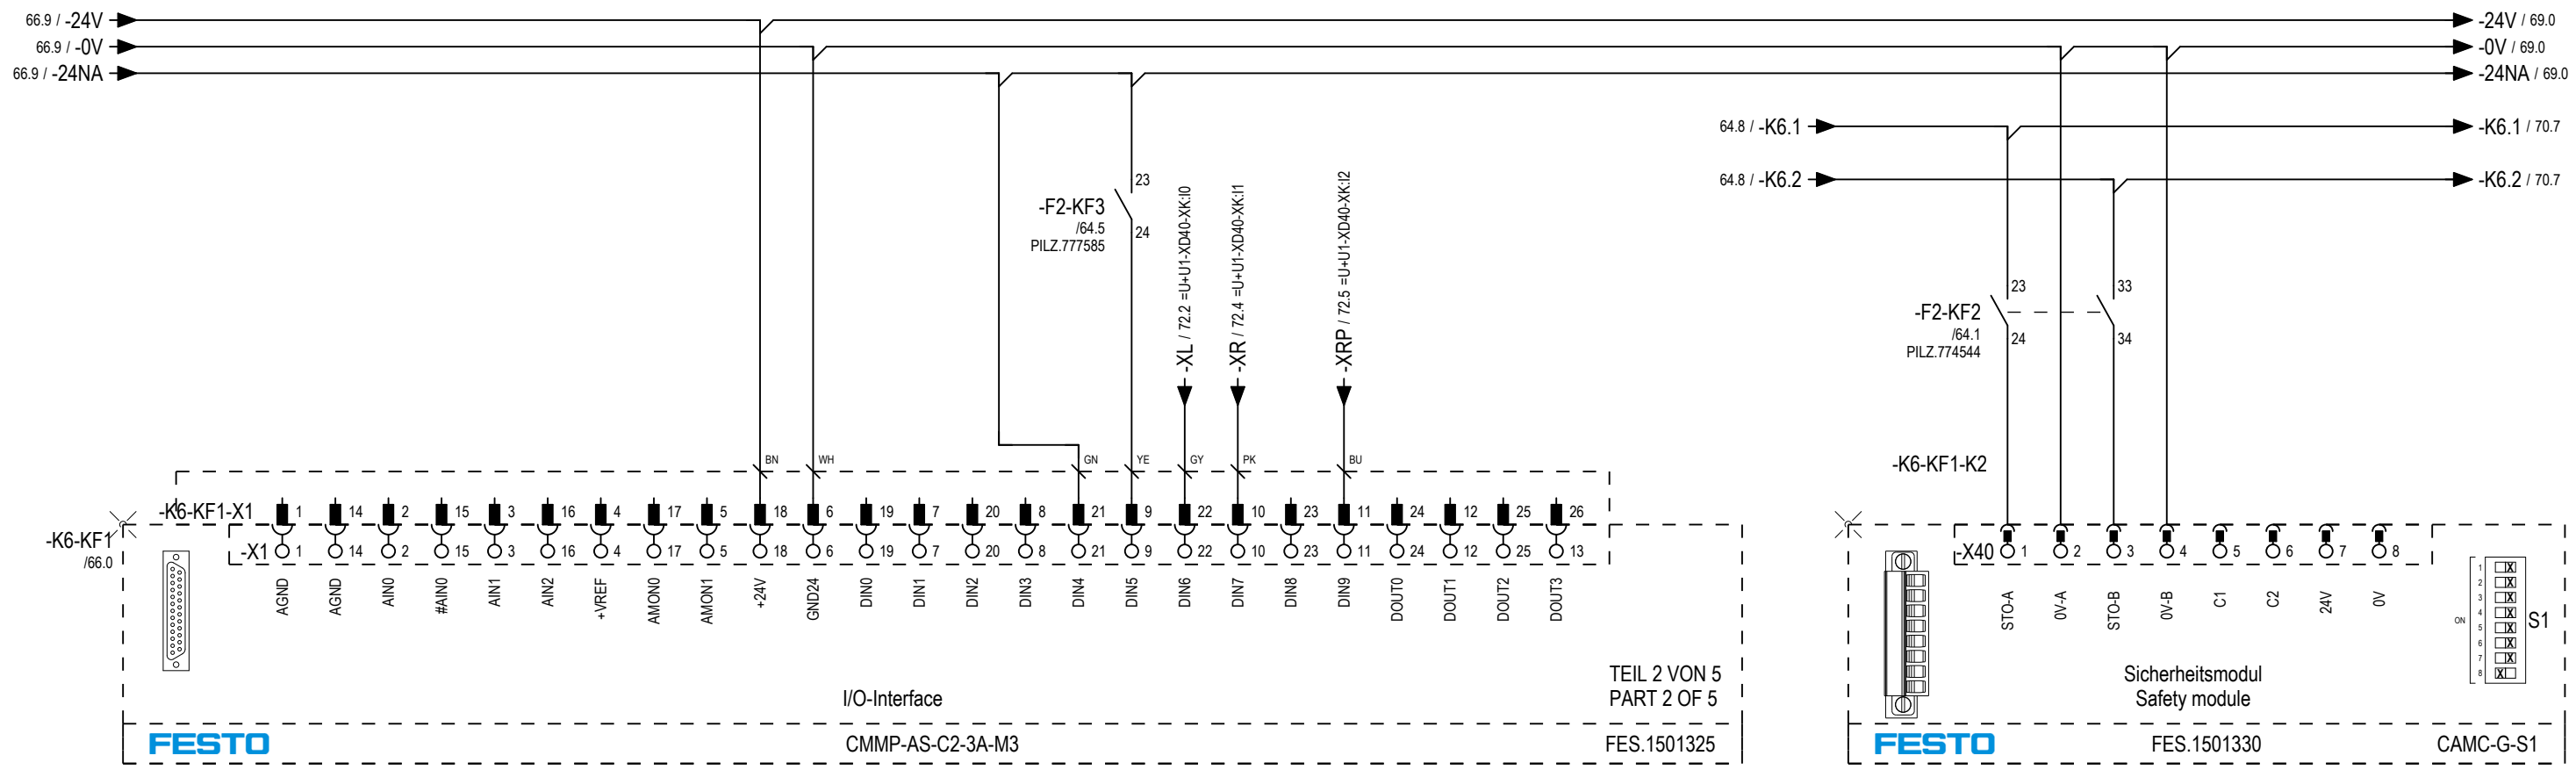 66.9 / -24V
-24V / 69.0
66.9 / -0V
-0V / 69.0
66.9 / -24NA
-24NA / 69.0
64.8 / -K6.1
-K6.1 / 70.7
64.8 / -K6.2
-K6.2 / 70.7
23
-F2-KF3
/64.5
24
PILZ.777585
-XL / 72.2 =U+U1-XD40-XK:I0
-XR / 72.4 =U+U1-XD40-XK:I1
-XRP / 72.5 =U+U1-XD40-XK:I2
23 33
-F2-KF2
/64.1
24 34
PILZ.774544
BN WH GN YE GY PK BU
-K6-KF1-K2
-K6-KF1-X1 1 14 2 15 3 16 4 17 5 18 6 19 7 20 8 21 9 22 10 23 11 24 12 25 26
-K6-KF1
/66.0
-X1 1 14 2 15 3 16 4 17 5 18 6 19 7 20 8 21 9 22 10 23 11 24 12 25 13
-X40 1 2 3 4 5 6 7 8
AGND AGND AIN0 #AIN0 AIN1 AIN2 +VREF AMON0 AMON1 +24V GND24 DIN0 DIN1 DIN2 DIN3 DIN4 DIN5 DIN6 DIN7 DIN8 DIN9 DOUT0 DOUT1 DOUT2 DOUT3
STO-A 0V-A STO-B 0V-B C1 C2 24V 0V
1 X
2 X
3 X
4 X
ON 5 X S1
6 X
7 X
8 X
TEIL 2 VON 5
PART 2 OF 5
I/O-Interface
Sicherheitsmodul
Safety module
FESTO CMMP-AS-C2-3A-M3 FES.1501325
FESTO FES.1501330 CAMC-G-S1